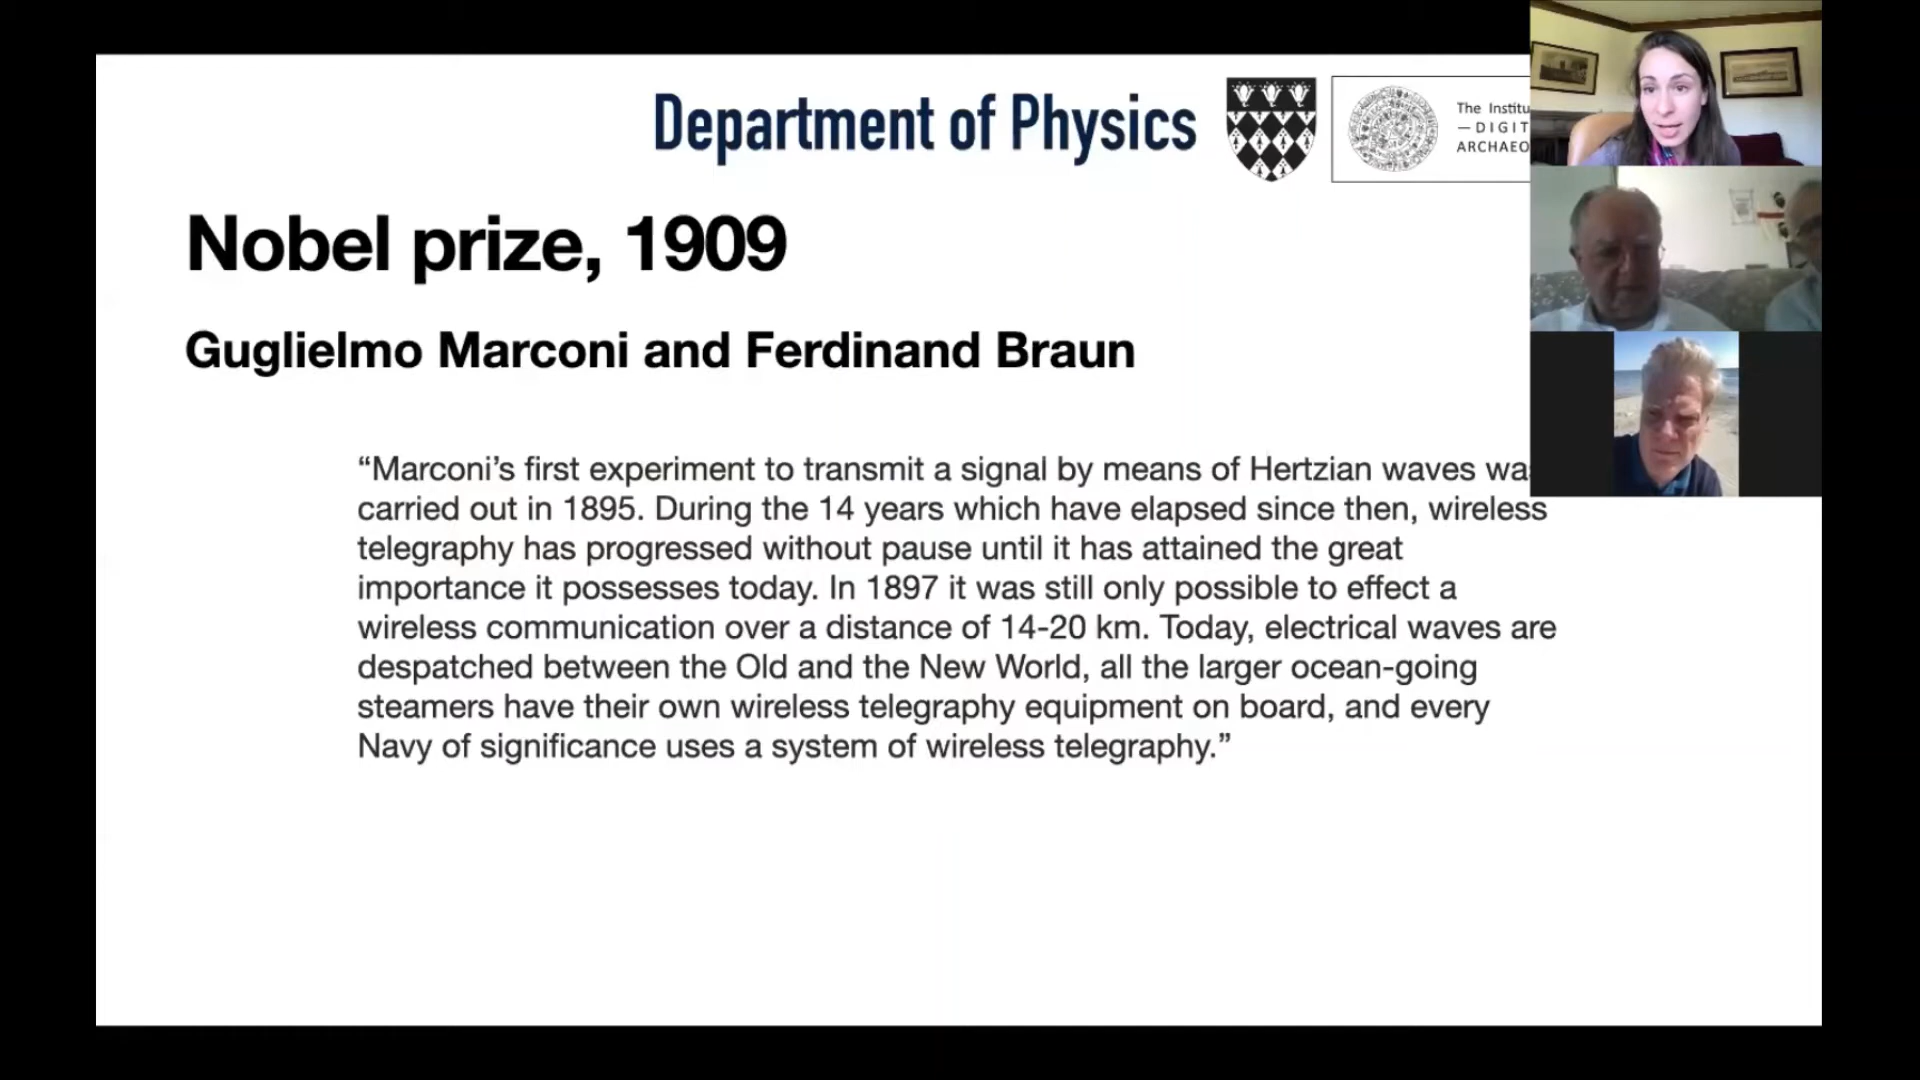 Department of Physics
The Institu
—DIGIT
ARCHAEO
Nobel prize, 1909
Guglielmo Marconi and Ferdinand Braun
“Marconi’s first experiment to transmit a signal by means of Hertzian waves was
carried out in 1895. During the 14 years which have elapsed since then, wireless
telegraphy has progressed without pause until it has attained the great
importance it possesses today. In 1897 it was still only possible to effect a
wireless communication over a distance of 14-20 km. Today, electrical waves are
despatched between the Old and the New World, all the larger ocean-going
steamers have their own wireless telegraphy equipment on board, and every
Navy of significance uses a system of wireless telegraphy.”